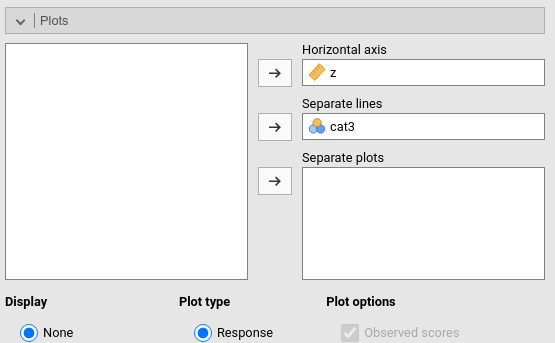 Plots
Horizontal axis
z
Separate lines
cat3
Separate plots
Display
Plot type
Plot options
None
Response
Observed scores